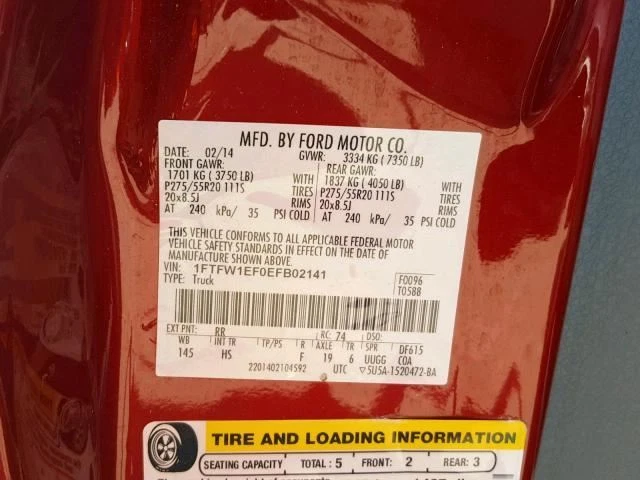 MFD. BY FORD MOTOR CO.
DATE: 02/14 GVWR: 3334 KG ( 7350 LB)
FRONT GAWR: REAR GAWR:
1701 KG ( 3750 LB) WITH 1837 KG ( 4050 LB) WITH
P275/55R20 111S TIRES P275/55R20 111S TIRES
20x8.5J RIMS 20x8.5J RIMS
AT 240 kPa/ 35 PSI COLD AT 240 kPa/ 35 PSI COLD
THIS VEHICLE CONFORMS TO ALL APPLICABLE FEDERAL MOTOR
VEHICLE SAFETY STANDARDS IN EFFECT ON THE DATE OF
MANUFACTURE SHOWN ABOVE.
VIN: 1FTFW1EF0EFB02141 F0096
TYPE: Truck T0588
EXT PNT: RR RC: 74 DSO:
WB INT TR TP/PS R AXLE TR SPR DF615
145 HS F 19 6 UUGG COA
2201402104592 UTC ▽5U5A-1520472-BA
TIRE AND LOADING INFORMATION
SEATING CAPACITY TOTAL : 5 FRONT: 2 REAR: 3